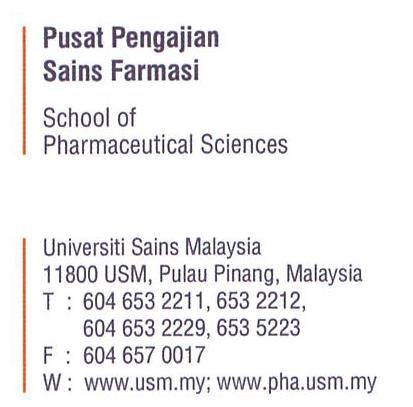 Pusat Pengajian
Sains Farmasi
School of
Pharmaceutical Sciences
Universiti Sains Malaysia
11800 USM, Pulau Pinang, Malaysia
T : 604 653 2211, 653 2212,
604 653 2229, 653 5223
F : 604 657 0017
W : www.usm.my; www.pha.usm.my